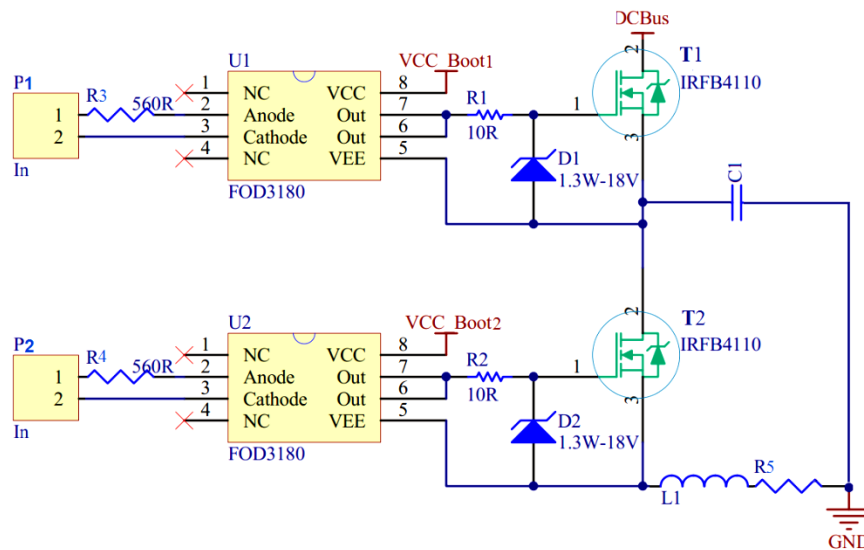 DCBus
U1
VCC_Boot1
T1
P1
1
NC
VCC
8
2
IRFB4110
R3
560R
2
Anode
Out
7
R1
1
1
3
Cathode
Out
6
10R
2
4
NC
VEE
5
D1
3
In
FOD3180
1.3W-18V
C1
U2
VCC_Boot2
T2
P2
1
NC
VCC
8
2
IRFB4110
R4
560R
2
Anode
Out
7
R2
1
1
3
Cathode
Out
6
10R
2
4
NC
VEE
5
D2
3
In
FOD3180
1.3W-18V
R5
L1
GND